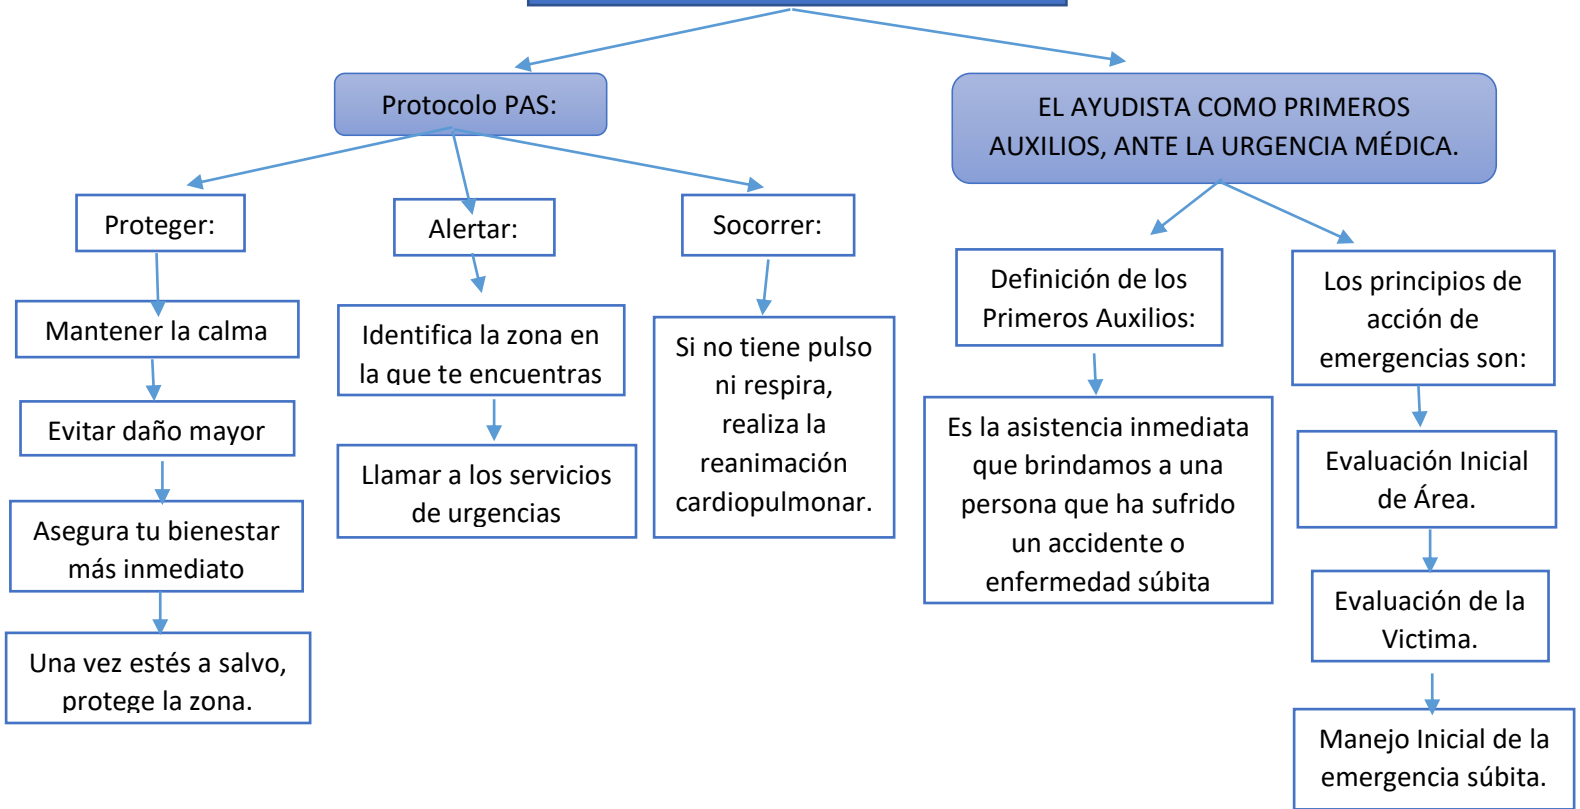 Protocolo PAS:
EL AYUDISTA COMO PRIMEROS
AUXILIOS, ANTE LA URGENCIA MÉDICA.
Proteger:
Mantener la calma
Evitar daño mayor
Asegura tu bienestar
más inmediato
Una vez estés a salvo,
protege la zona.
Alertar:
Identifica la zona en
la que te encuentras
Llamar a los servicios
de urgencias
Socorrer:
Si no tiene pulso
ni respira,
realiza la
reanimación
cardiopulmonar.
Definición de los
Primeros Auxilios:
Es la asistencia inmediata
que brindamos a una
persona que ha sufrido
un accidente o
enfermedad súbita
Los principios de
acción de
emergencias son:
Evaluación Inicial
de Área.
Evaluación de la
Victima.
Manejo Inicial de la
emergencia súbita.